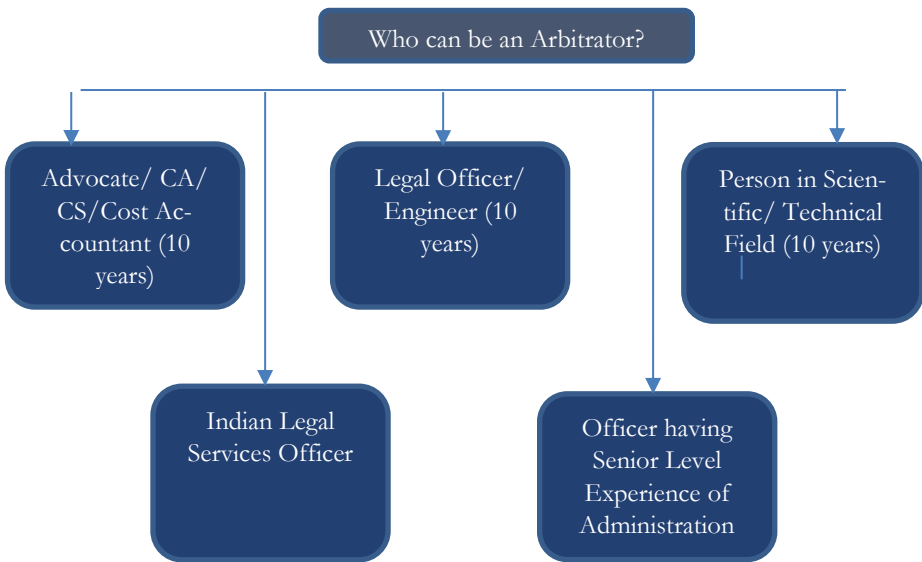 Who can be an Arbitrator?
Advocate/ CA/
CS/Cost Ac-
countant (10
years)
Legal Officer/
Engineer (10
years)
Person in Scien-
tific/ Technical
Field (10 years)
Indian Legal
Services Officer
Officer having
Senior Level
Experience of
Administration